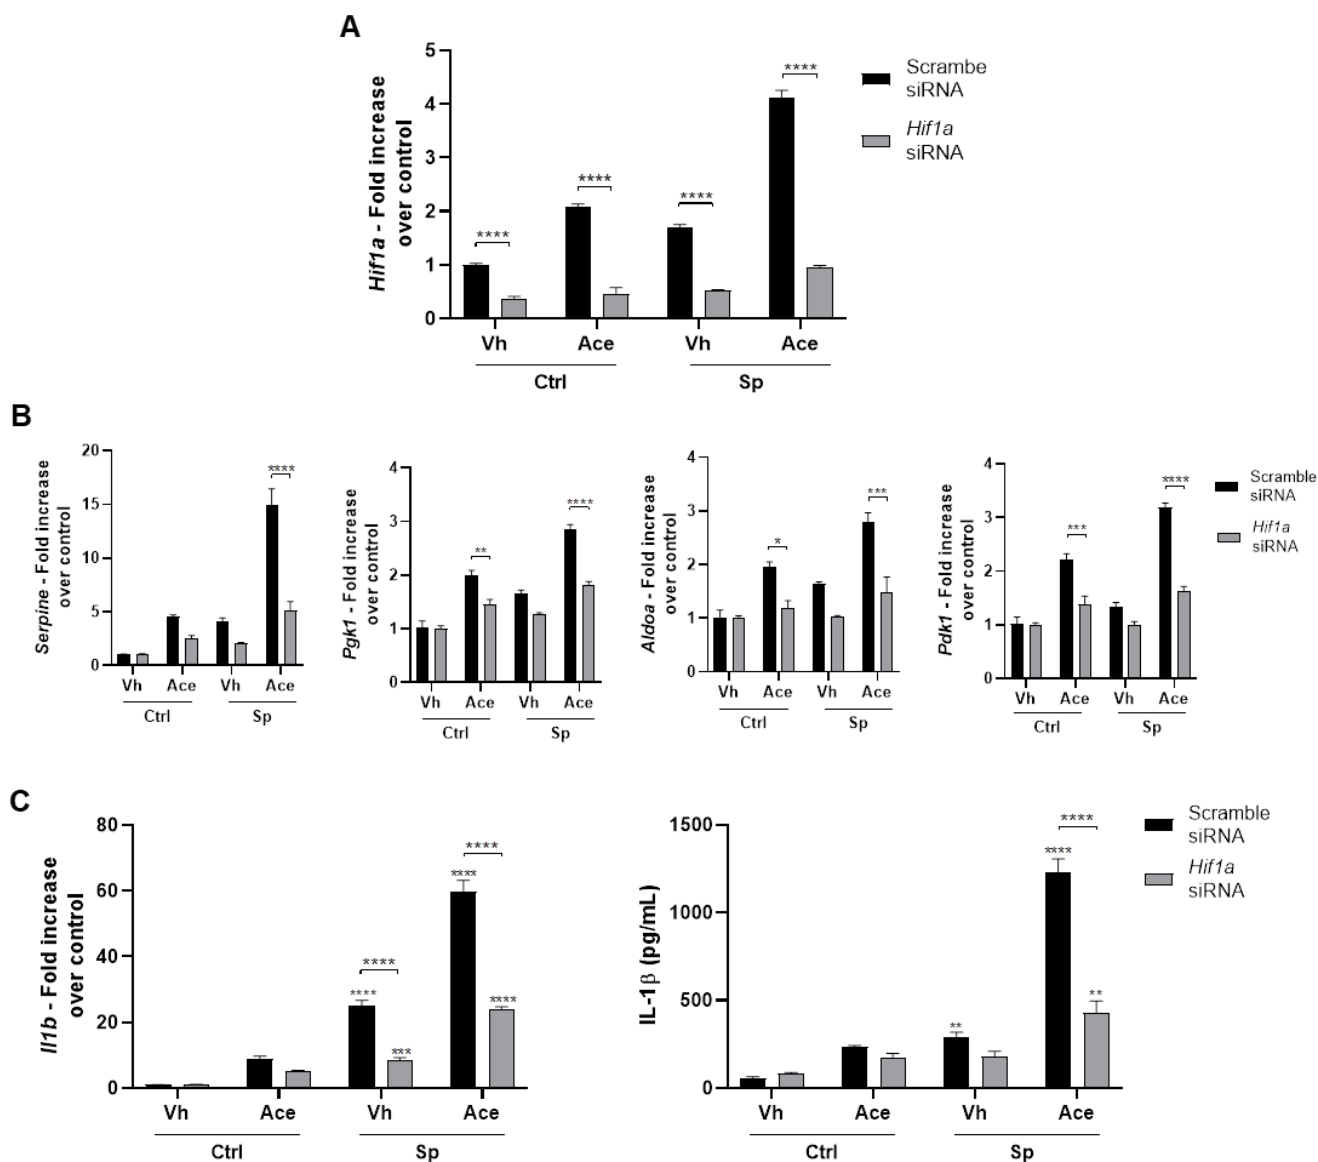 A
Hif1a - Fold increase
over control
5
4
3
2
1
0
****
****
****
****
Vh Ace Vh Ace
Ctrl Sp
Scrambe
siRNA
Hif1a
siRNA
B
Serpine - Fold increase
over control
20
15
10
5
0
****
Vh Ace Vh Ace
Ctrl Sp
Pgk1 - Fold increase
over control
4
3
2
1
0
**
****
Vh Ace Vh Ace
Ctrl Sp
Aldoa - Fold increase
over control
4
3
2
1
0
*
***
Vh Ace Vh Ace
Ctrl Sp
Pdk1 - Fold increase
over control
4
3
2
1
0
***
****
Vh Ace Vh Ace
Ctrl Sp
Scramble
siRNA
Hif1a
siRNA
C
Il1b - Fold increase
over control
80
60
40
20
0
****
****
****
****
****
***
Vh Ace Vh Ace
Ctrl Sp
IL-1β (pg/mL)
1500
1000
500
0
****
****
**
**
Vh Ace Vh Ace
Ctrl Sp
Scramble
siRNA
Hif1a
siRNA